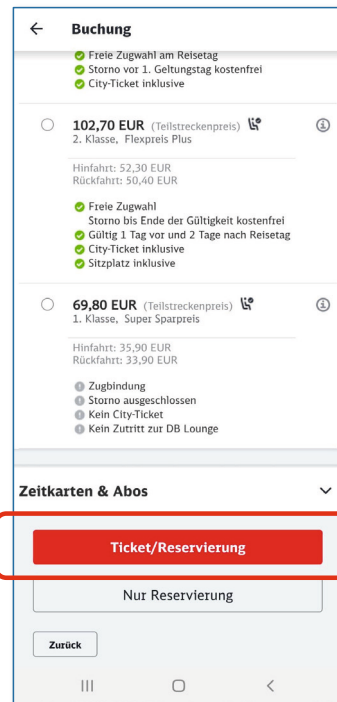 Buchung
Freie Zugwahl am Reisetag
Storno vor 1. Geltungstag kostenfrei
City-Ticket inklusive
102,70 EUR (Teilstreckenpreis)
2. Klasse, Flexpreis Plus
Hinfahrt: 52,30 EUR
Rückfahrt: 50,40 EUR
Freie Zugwahl
Storno bis Ende der Gültigkeit kostenfrei
Gültig 1 Tag vor und 2 Tage nach Reisetag
City-Ticket inklusive
Sitzplatz inklusive
69,80 EUR (Teilstreckenpreis)
1. Klasse, Super Sparpreis
Hinfahrt: 35,90 EUR
Rückfahrt: 33,90 EUR
Zugbindung
Storno ausgeschlossen
Kein City-Ticket
Kein Zutritt zur DB Lounge
Zeitkarten & Abos
Ticket/Reservierung
Nur Reservierung
Zurück